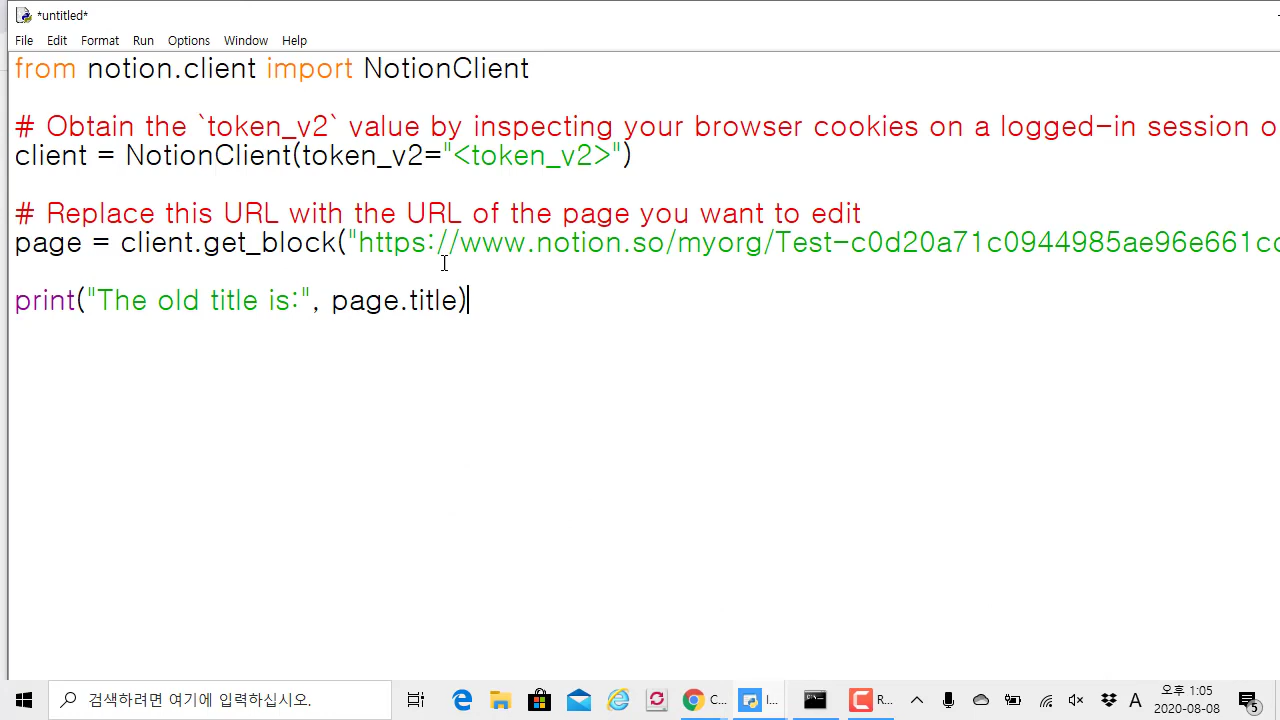 *untitled*
File Edit Format Run Options Window Help
from notion.client import NotionClient
# Obtain the `token_v2` value by inspecting your browser cookies on a logged-in session o
client = NotionClient(token_v2="<token_v2>")
# Replace this URL with the URL of the page you want to edit
page = client.get_block("https://www.notion.so/myorg/Test-c0d20a71c0944985ae96e661cc
print("The old title is:", page.title)
검색하려면 여기에 입력하십시오.
C...
I...
R...
A
오후 1:05
2020-08-08
5